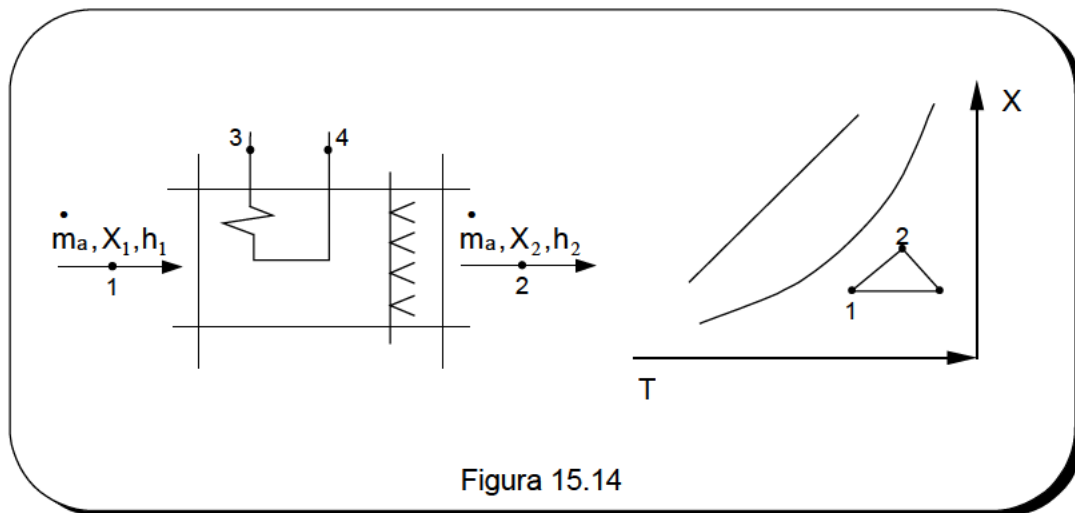 3 4
ṁa, X₁, h₁
1
ṁa, X₂, h₂
2
X
2
1
T
Figura 15.14